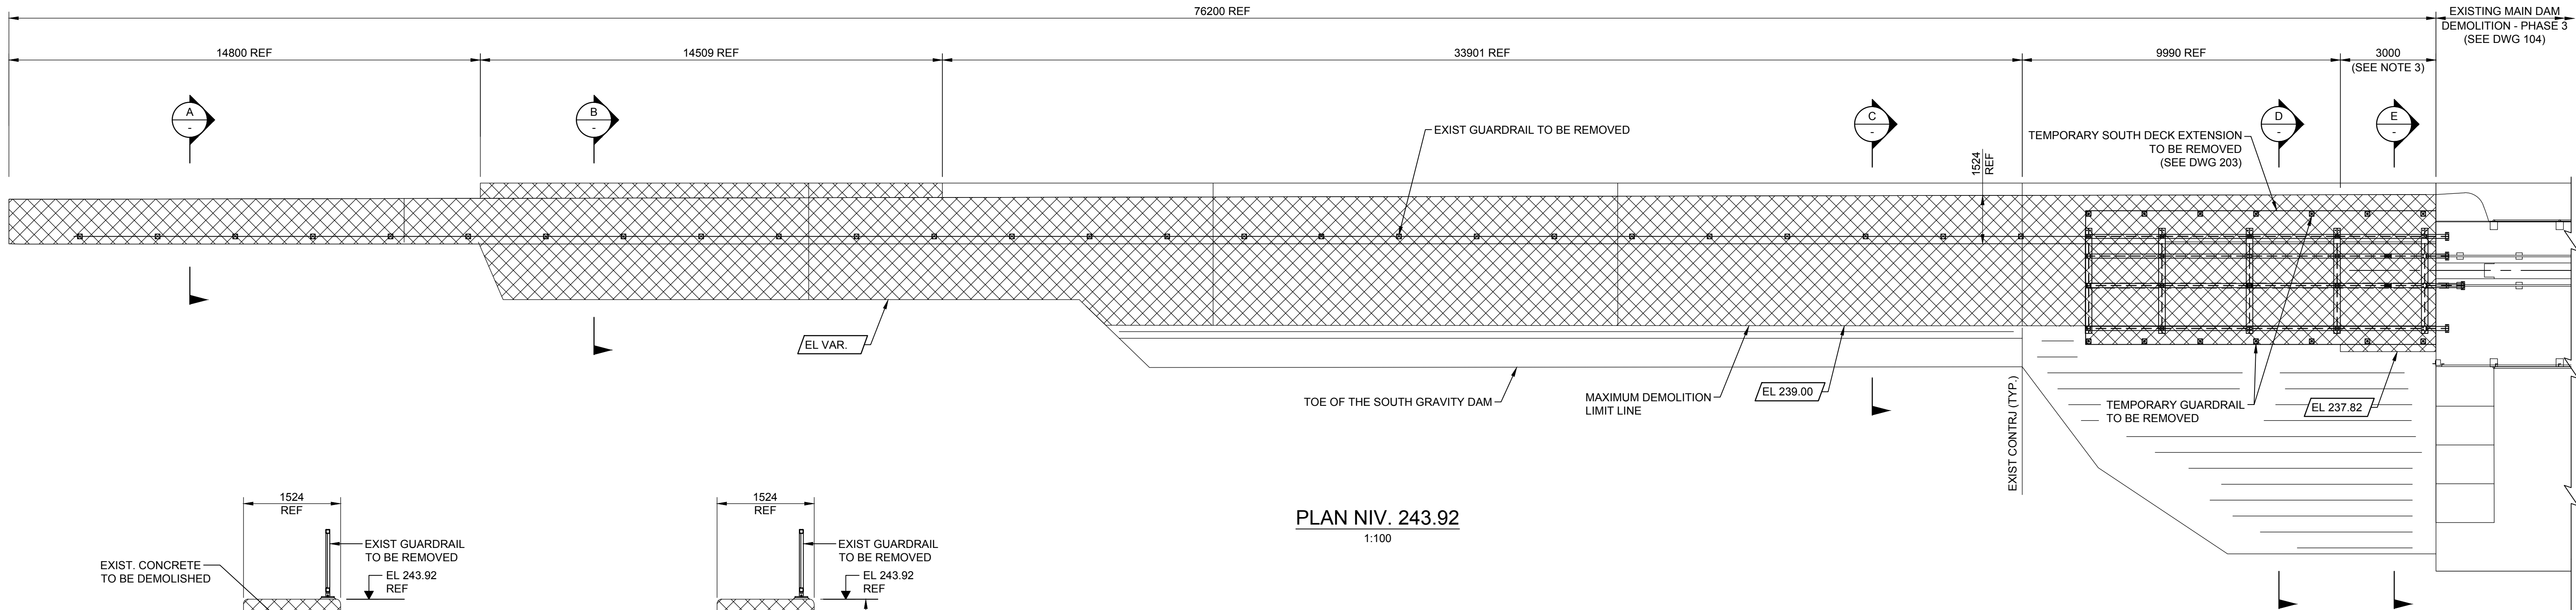 76200 REF
EXISTING MAIN DAM
DEMOLITION - PHASE 3
(SEE DWG 104)
14800 REF
14509 REF
33901 REF
9990 REF
3000
(SEE NOTE 3)
A
-
B
-
C
-
D
-
E
-
EXIST GUARDRAIL TO BE REMOVED
1524
REF
TEMPORARY SOUTH DECK EXTENSION
TO BE REMOVED
(SEE DWG 203)
EL VAR.
TOE OF THE SOUTH GRAVITY DAM
MAXIMUM DEMOLITION
LIMIT LINE
EL 239.00
EXIST CONTRJ (TYP.)
TEMPORARY GUARDRAIL
TO BE REMOVED
EL 237.82
PLAN NIV. 243.92
1:100
1524
REF
EXIST GUARDRAIL
TO BE REMOVED
EXIST. CONCRETE
TO BE DEMOLISHED
EL 243.92
REF
1524
REF
EXIST GUARDRAIL
TO BE REMOVED
EL 243.92
REF